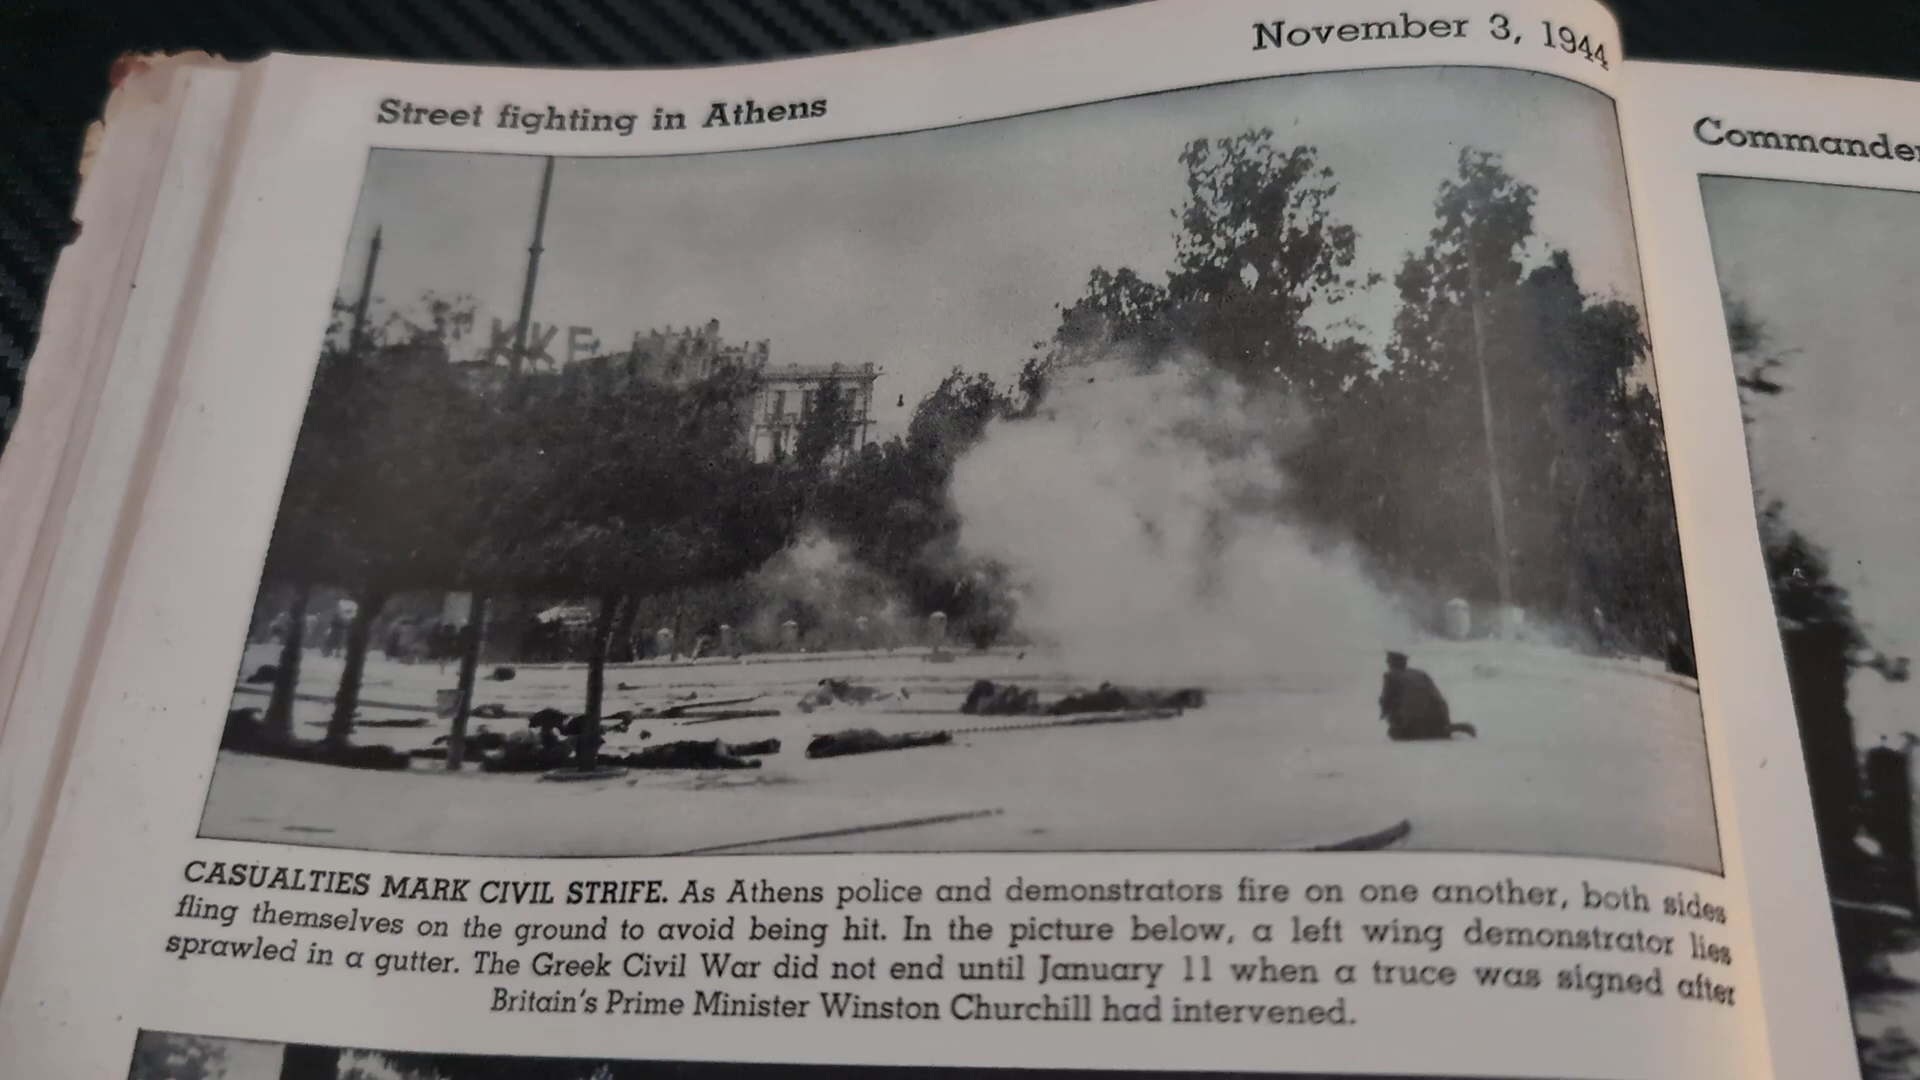 November 3, 1944
Street fighting in Athens
KKE
CASUALTIES MARK CIVIL STRIFE. As Athens police and demonstrators fire on one another, both sides
fling themselves on the ground to avoid being hit. In the picture below, a left wing demonstrator lies
sprawled in a gutter. The Greek Civil War did not end until January 11 when a truce was signed after
Britain's Prime Minister Winston Churchill had intervened.